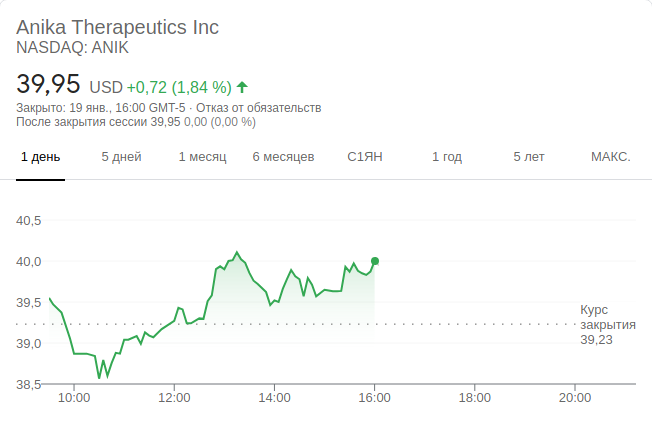 Anika Therapeutics Inc
NASDAQ: ANIK
39,95 USD +0,72 (1,84 %)
Закрыто: 19 янв., 16:00 GMT-5 · Отказ от обязательств
После закрытия сессии 39,95 0,00 (0,00 %)
1 день 5 дней 1 месяц 6 месяцев С1ЯН 1 год 5 лет МАКС.
40,5
40,0
39,5
Курс
закрытия
39,23
39,0
38,5
10:00 12:00 14:00 16:00 18:00 20:00